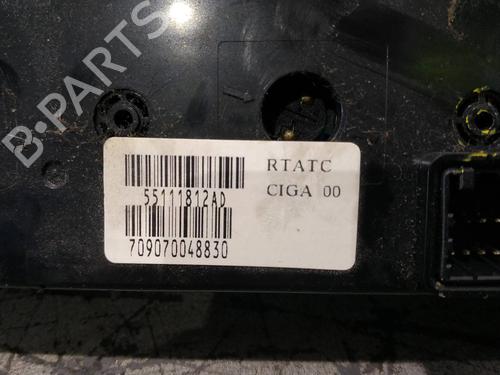 B-PARTS
RTATC
55111812AD
CIGA 00
709070048830